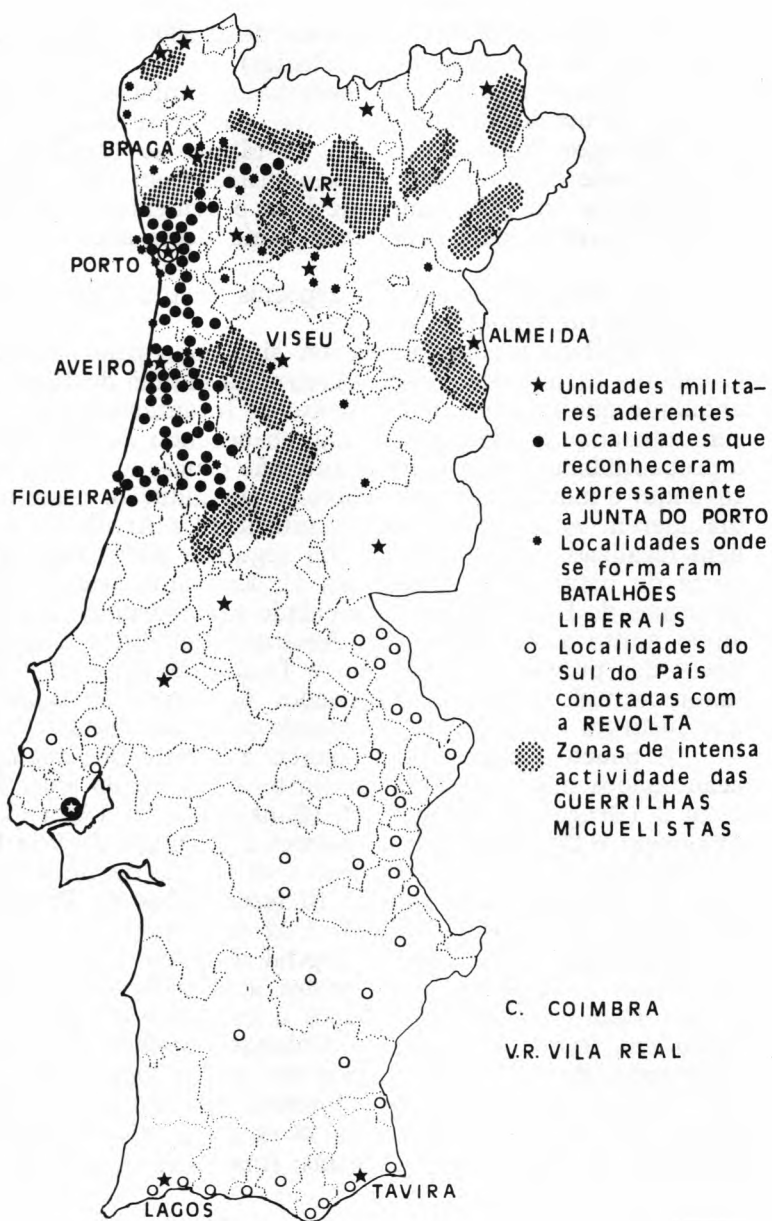 BRAGA
V.R.
PORTO
VISEU
ALMEIDA
AVEIRO
C.
FIGUEIRA
LAGOS
TAVIRA
★ Unidades milita-
res aderentes
● Localidades que
reconheceram
expressamente
a JUNTA DO PORTO
Localidades onde
se formaram
BATALHÕES
LIBERAIS
○ Localidades do
Sul do País
conotadas com
a REVOLTA
Zonas de intensa
actividade das
GUERRILHAS
MIGUELISTAS
C. COIMBRA
V.R. VILA REAL